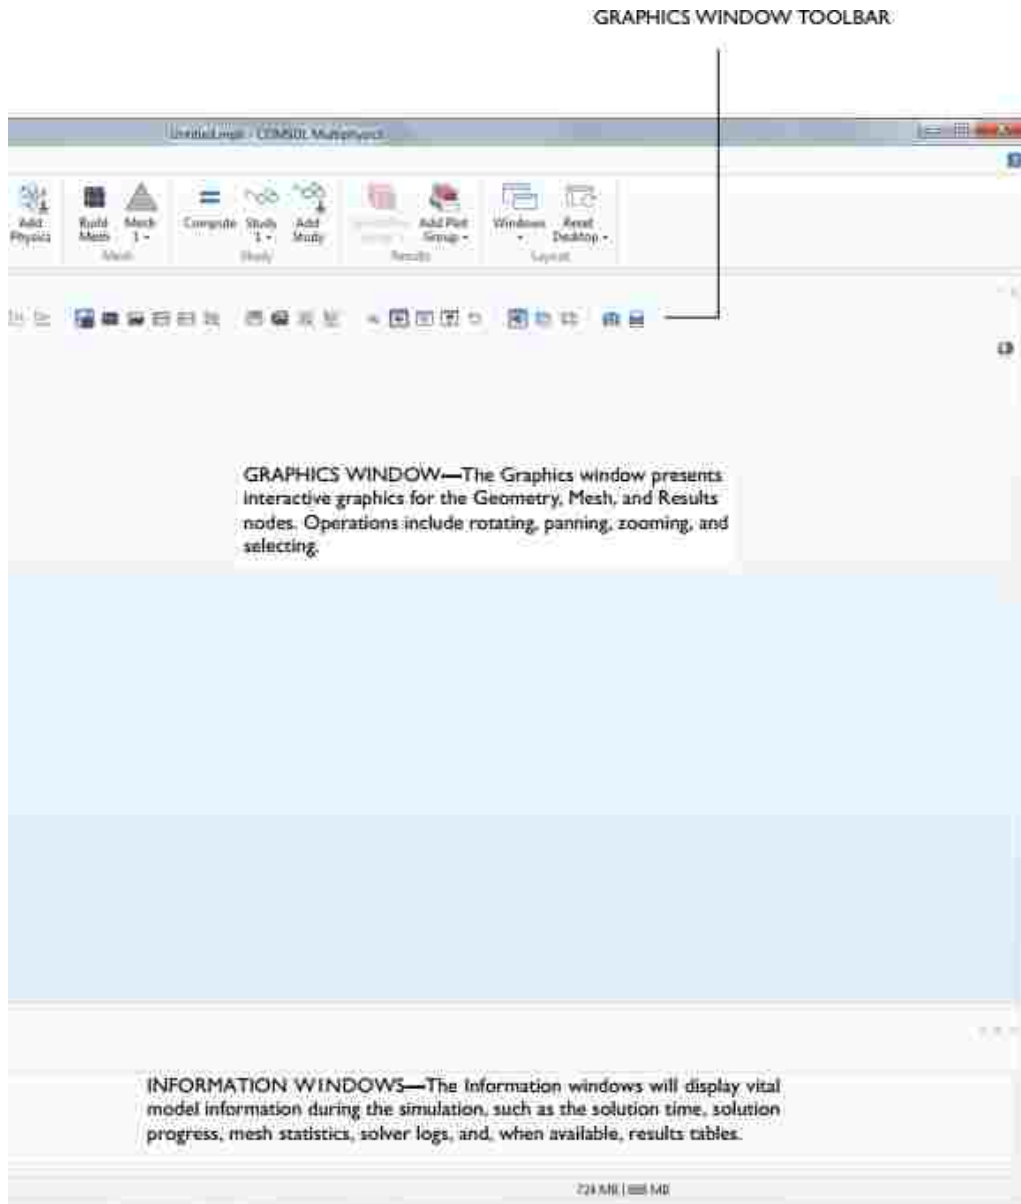 GRAPHICS WINDOW TOOLBAR
Untitled.mph - COMSOL Multiphysics
Add Physics
Build Mesh
Mesh 1
Compute
Study 1
Add Study
Add Plot Group
Windows
Reset Desktop
Mesh
Study
Results
Layout
GRAPHICS WINDOW—The Graphics window presents
interactive graphics for the Geometry, Mesh, and Results
nodes. Operations include rotating, panning, zooming, and
selecting.
INFORMATION WINDOWS—The Information windows will display vital
model information during the simulation, such as the solution time, solution
progress, mesh statistics, solver logs, and, when available, results tables.
MB | MB